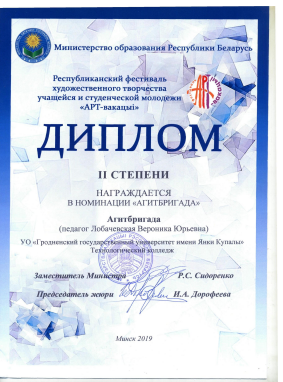 Министерство образования Республики Беларусь
Республиканский фестиваль
художественного творчества
учащейся и студенческой молодёжи
«АРТ-вакацыі»
ДИПЛОМ
II СТЕПЕНИ
НАГРАЖДАЕТСЯ
В НОМИНАЦИИ «АГИТБРИГАДА»
Агитбригада
(педагог Лобачевская Вероника Юрьевна)
УО «Гродненский государственный университет имени Янки Купалы»
Технологический колледж
Заместитель Министра Р.С. Сидоренко
Председатель жюри И.А. Дорофеева
Минск 2019